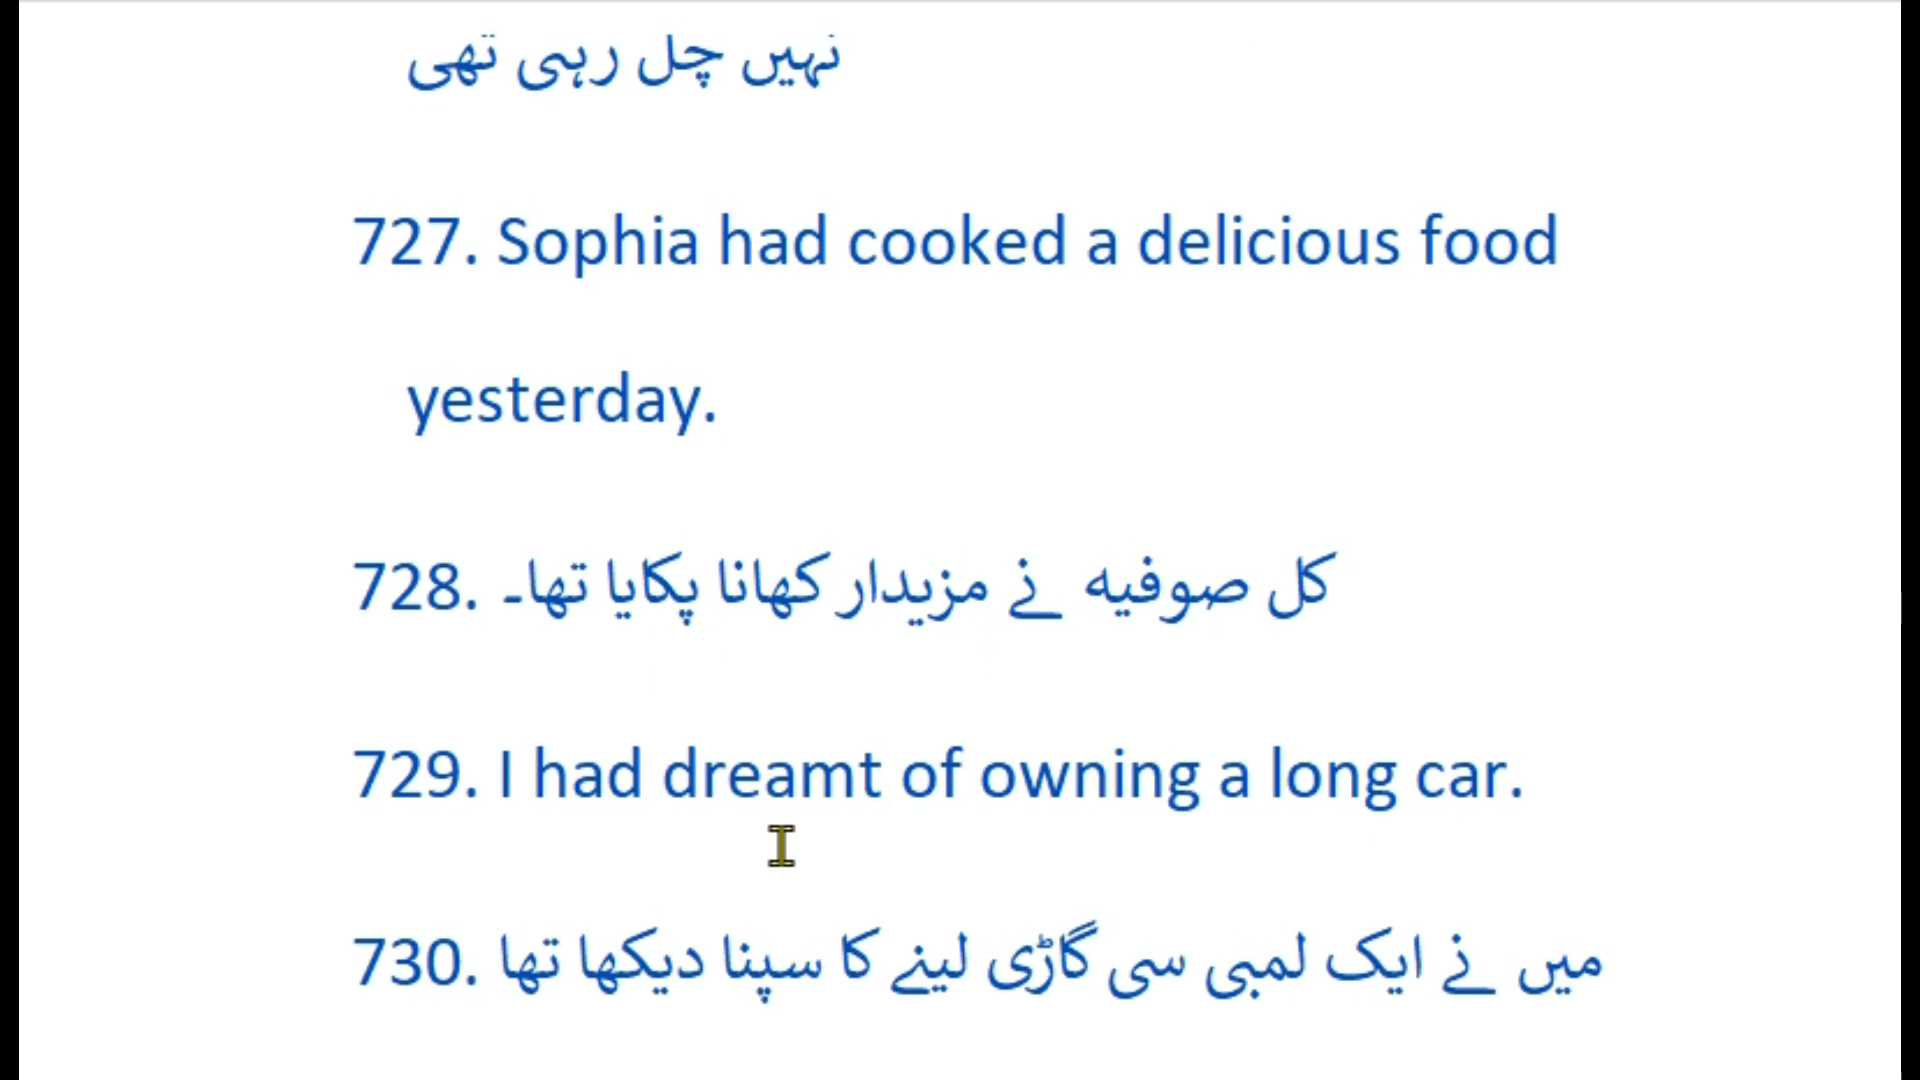 نہیں چل رہی تھی
727. Sophia had cooked a delicious food
yesterday.
728. کل صوفیہ نے مزیدار کھانا پکایا تھا۔
729. I had dreamt of owning a long car.
730. میں نے ایک لمبی سی گاڑی لینے کا سپنا دیکھا تھا